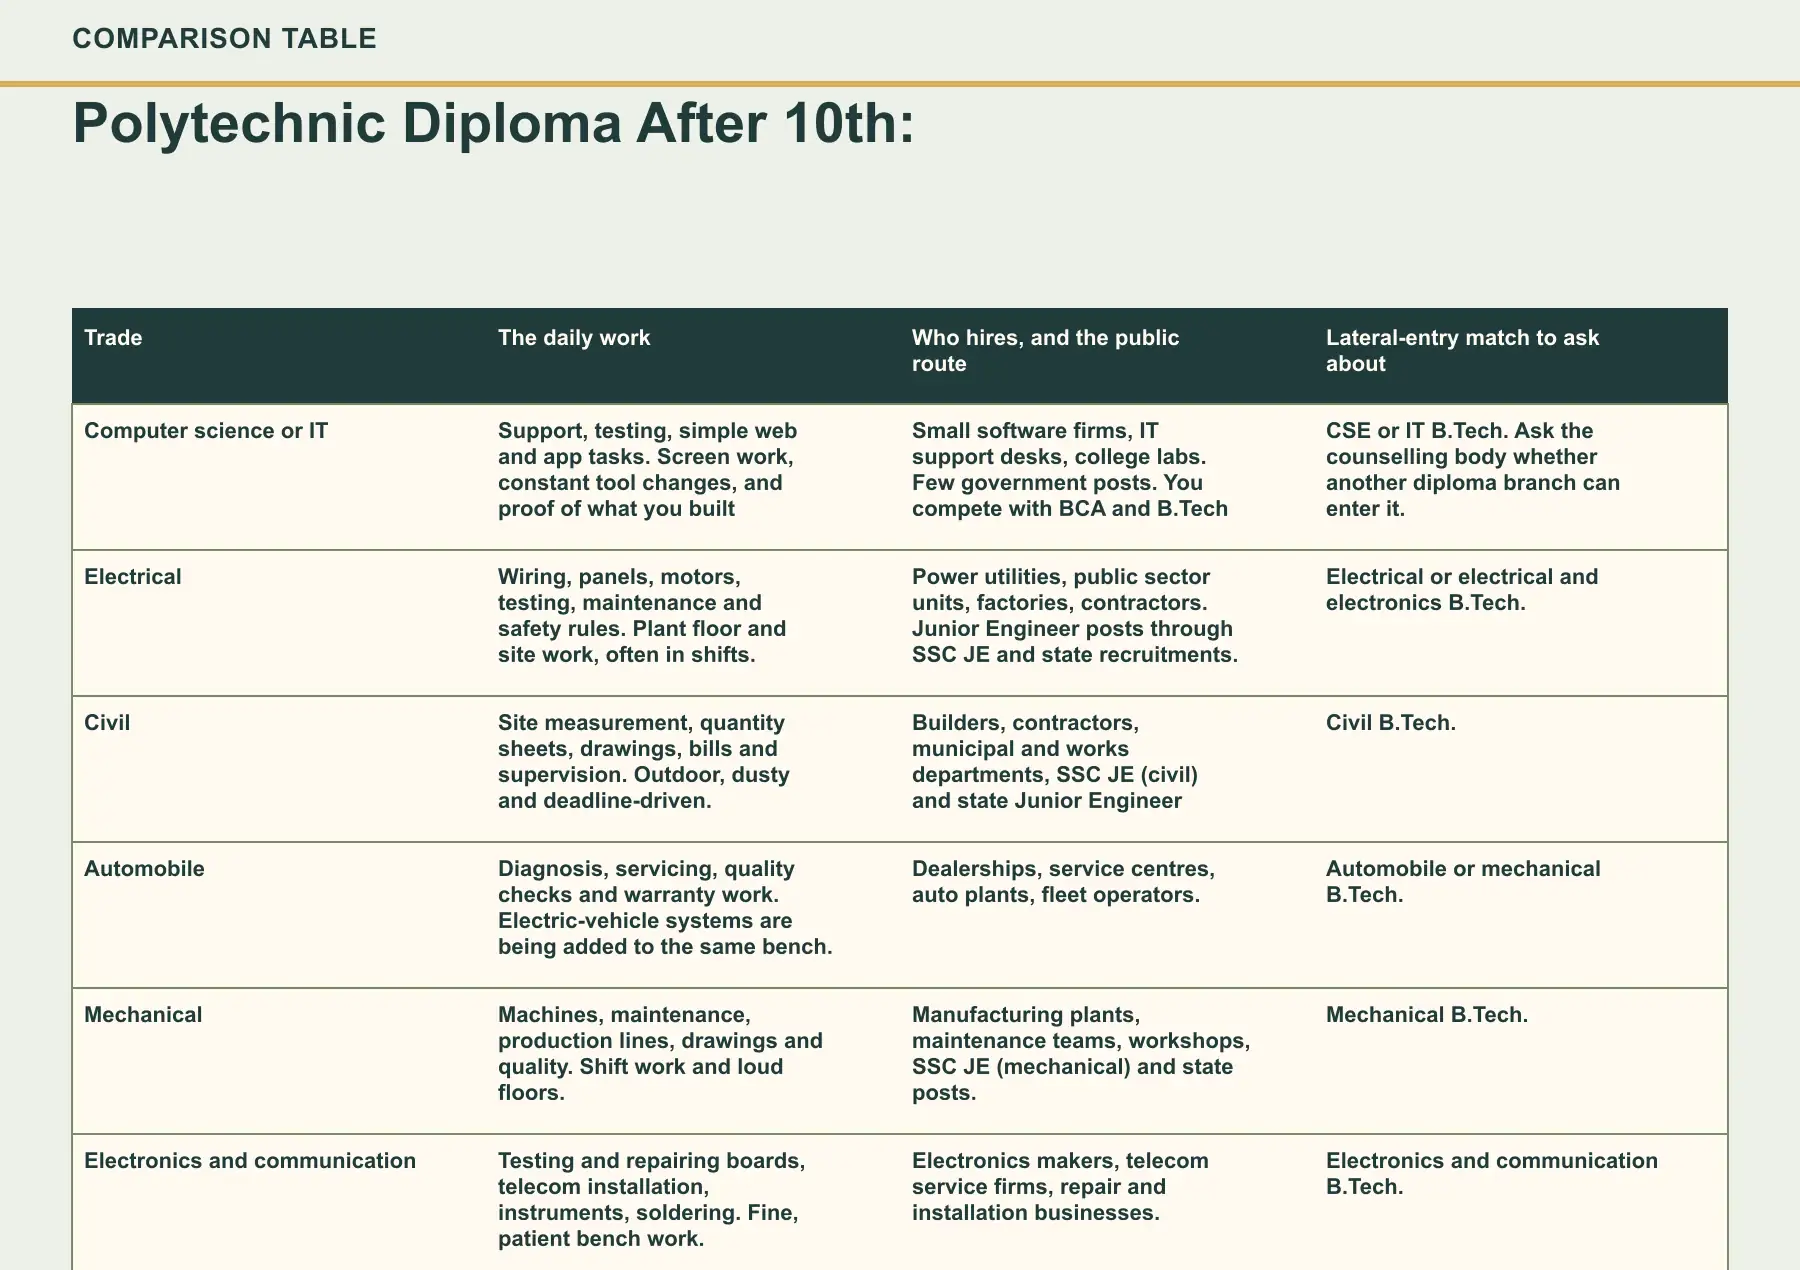 COMPARISON TABLE
Polytechnic Diploma After 10th:
Trade
The daily work
Who hires, and the public
route
Lateral-entry match to ask
about
Computer science or IT
Support, testing, simple web
and app tasks. Screen work,
constant tool changes, and
proof of what you built
Small software firms, IT
support desks, college labs.
Few government posts. You
compete with BCA and B.Tech
CSE or IT B.Tech. Ask the
counselling body whether
another diploma branch can
enter it.
Electrical
Wiring, panels, motors,
testing, maintenance and
safety rules. Plant floor and
site work, often in shifts.
Power utilities, public sector
units, factories, contractors.
Junior Engineer posts through
SSC JE and state recruitments.
Electrical or electrical and
electronics B.Tech.
Civil
Site measurement, quantity
sheets, drawings, bills and
supervision. Outdoor, dusty
and deadline-driven.
Builders, contractors,
municipal and works
departments, SSC JE (civil)
and state Junior Engineer
Civil B.Tech.
Automobile
Diagnosis, servicing, quality
checks and warranty work.
Electric-vehicle systems are
being added to the same bench.
Dealerships, service centres,
auto plants, fleet operators.
Automobile or mechanical
B.Tech.
Mechanical
Machines, maintenance,
production lines, drawings and
quality. Shift work and loud
floors.
Manufacturing plants,
maintenance teams, workshops,
SSC JE (mechanical) and state
posts.
Mechanical B.Tech.
Electronics and communication
Testing and repairing boards,
telecom installation,
instruments, soldering. Fine,
patient bench work.
Electronics makers, telecom
service firms, repair and
installation businesses.
Electronics and communication
B.Tech.